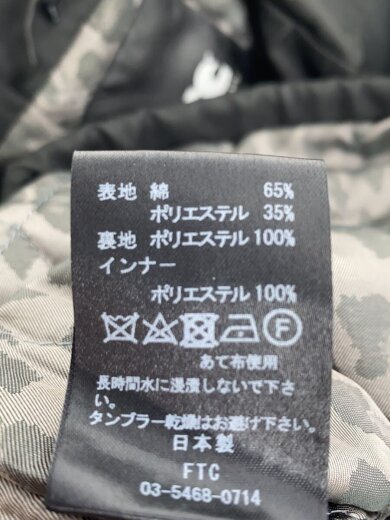 表地 綿 65%
ポリエステル 35%
裏地 ポリエステル 100%
インナー
ポリエステル 100%
F
あて布使用
長時間水に浸漬しないで下さ
い。
タンブラー乾燥はお避け下さい。
日本製
FTC
03-5468-0714